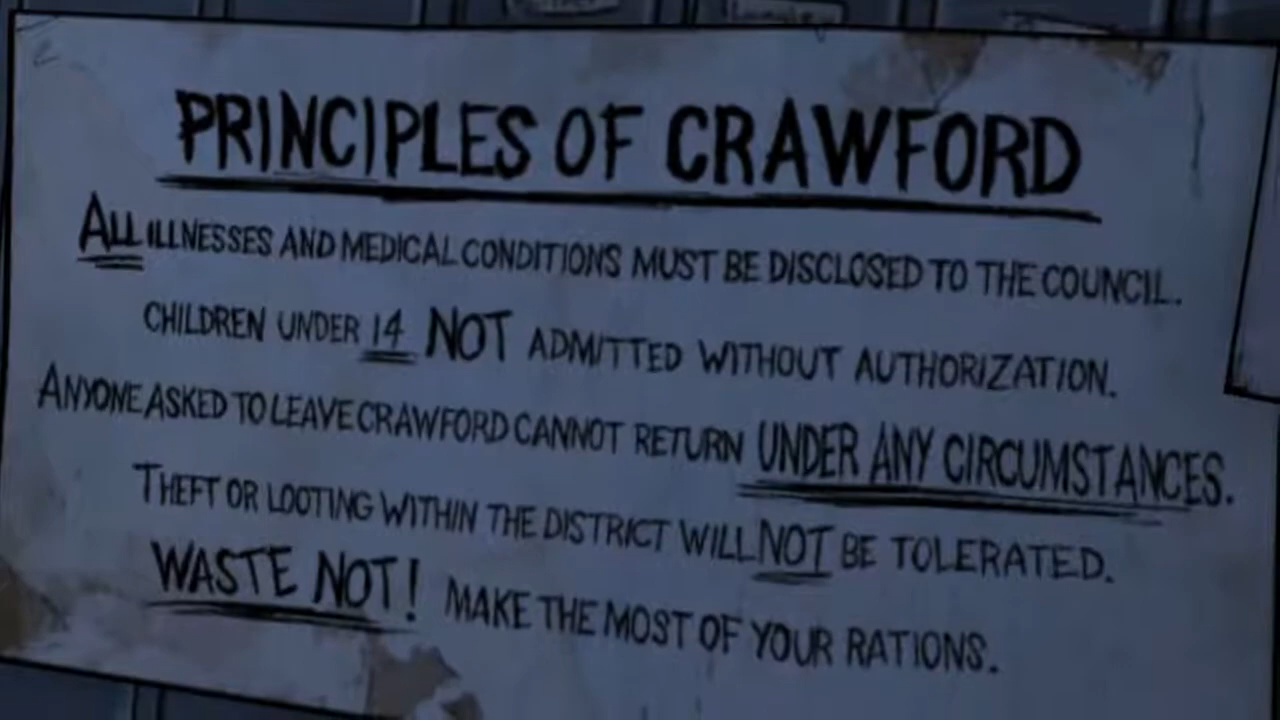 PRINCIPLES OF CRAWFORD
ALL ILLNESSES AND MEDICAL CONDITIONS MUST BE DISCLOSED TO THE COUNCIL.
CHILDREN UNDER 14 NOT ADMITTED WITHOUT AUTHORIZATION.
ANYONE ASKED TO LEAVE CRAWFORD CANNOT RETURN UNDER ANY CIRCUMSTANCES.
THEFT OR LOOTING WITHIN THE DISTRICT WILL NOT BE TOLERATED.
WASTE NOT! MAKE THE MOST OF YOUR RATIONS.